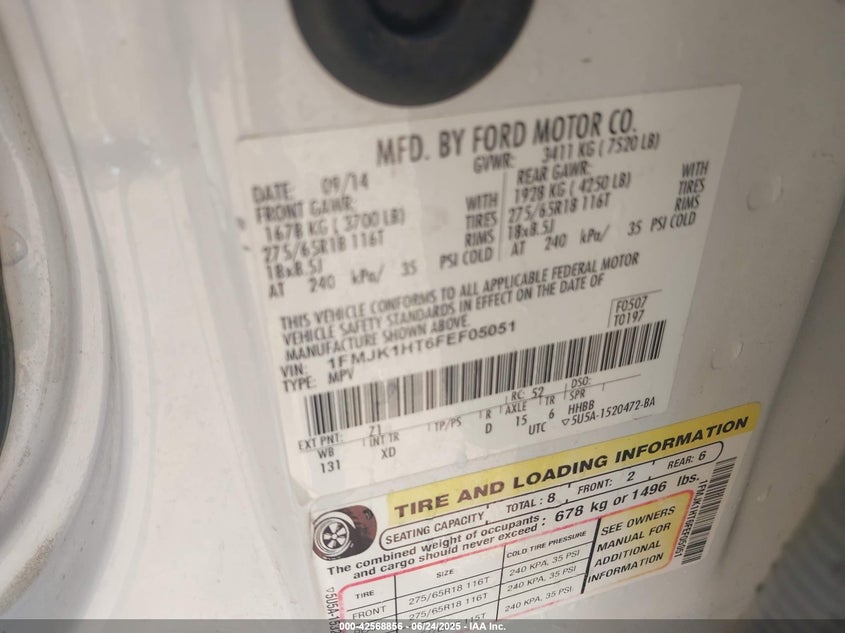 MFD. BY FORD MOTOR CO.
DATE: 09/14 GVWR: 3411 KG ( 7520 LB)
FRONT GAWR: REAR GAWR:
1678 KG ( 3700 LB) WITH 1928 KG ( 4250 LB) WITH
275/65R18 116T TIRES 275/65R18 116T TIRES
18x8.5J RIMS 18x8.5J RIMS
AT 240 kPa/ 35 PSI COLD AT 240 kPa/ 35 PSI COLD
THIS VEHICLE CONFORMS TO ALL APPLICABLE FEDERAL MOTOR
VEHICLE SAFETY STANDARDS IN EFFECT ON THE DATE OF
MANUFACTURE SHOWN ABOVE.
F0507
T0197
VIN: 1FMJK1HT6FEF05051
TYPE: MPV
EXT PNT: Z1 RC: 52 DSO:
WB INT TR TP/PS R AXLE TR SPR
131 XD D 15 6 HHBB
UTC ▽5U5A-1520472-BA
TIRE AND LOADING INFORMATION
SEATING CAPACITY TOTAL: 8 FRONT: 2 REAR: 6
The combined weight of occupants and cargo should never exceed: 678 kg or 1496 lbs.
TIRE SIZE COLD TIRE PRESSURE
FRONT 275/65R18 116T 240 KPA, 35 PSI
275/65R18 116T 240 KPA, 35 PSI
240 KPA, 35 PSI
SEE OWNERS
MANUAL FOR
ADDITIONAL
INFORMATION
1FMJK1HT6FEF05051
000-42568856 - 06/24/2025 - IAA Inc.